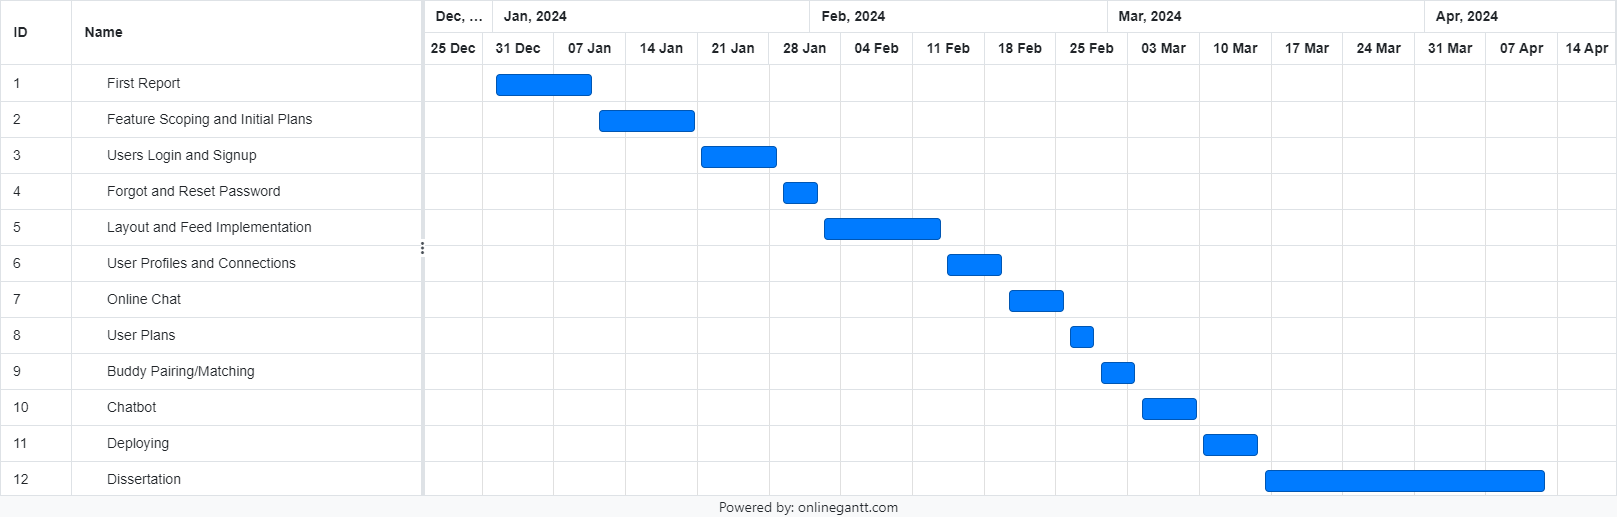 ID Name Dec, ... Jan, 2024 Feb, 2024 Mar, 2024 Apr, 2024
25 Dec 31 Dec 07 Jan 14 Jan 21 Jan 28 Jan 04 Feb 11 Feb 18 Feb 25 Feb 03 Mar 10 Mar 17 Mar 24 Mar 31 Mar 07 Apr 14 Apr
1 First Report
2 Feature Scoping and Initial Plans
3 Users Login and Signup
4 Forgot and Reset Password
5 Layout and Feed Implementation
6 User Profiles and Connections
7 Online Chat
8 User Plans
9 Buddy Pairing/Matching
10 Chatbot
11 Deploying
12 Dissertation
Powered by: onlinegantt.com